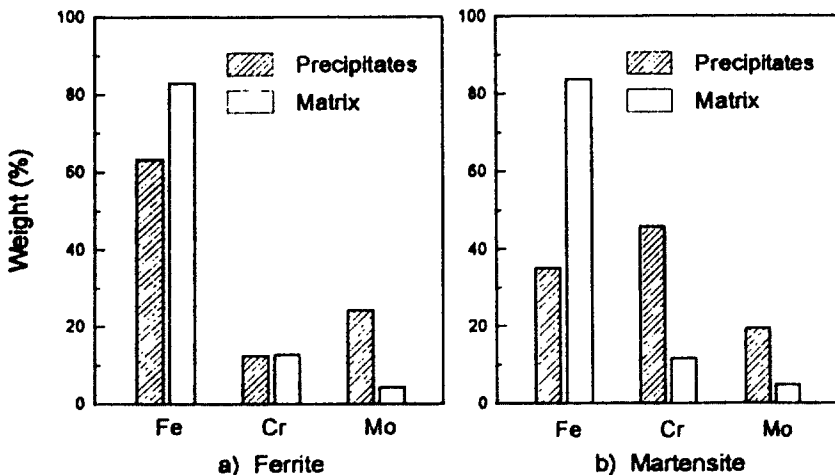 100
80
60
40
20
0
Weight (%)
Precipitates
Matrix
Fe Cr Mo
a) Ferrite
100
80
60
40
20
0
Precipitates
Matrix
Fe Cr Mo
b) Martensite